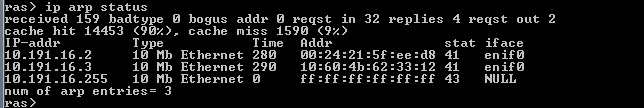 ras> ip arp status
received 159 badtype 0 bogus addr 0 reqst in 32 replies 4 reqst out 2
cache hit 14453 (90%), cache miss 1590 (9%)
IP-addr Type Time Addr stat iface
10.191.16.2 10 Mb Ethernet 280 00:24:21:5f:ee:d8 41 enif0
10.191.16.3 10 Mb Ethernet 290 10:60:4b:62:33:12 41 enif0
10.191.16.255 10 Mb Ethernet 0 ff:ff:ff:ff:ff:ff 43 NULL
num of arp entries= 3
ras>